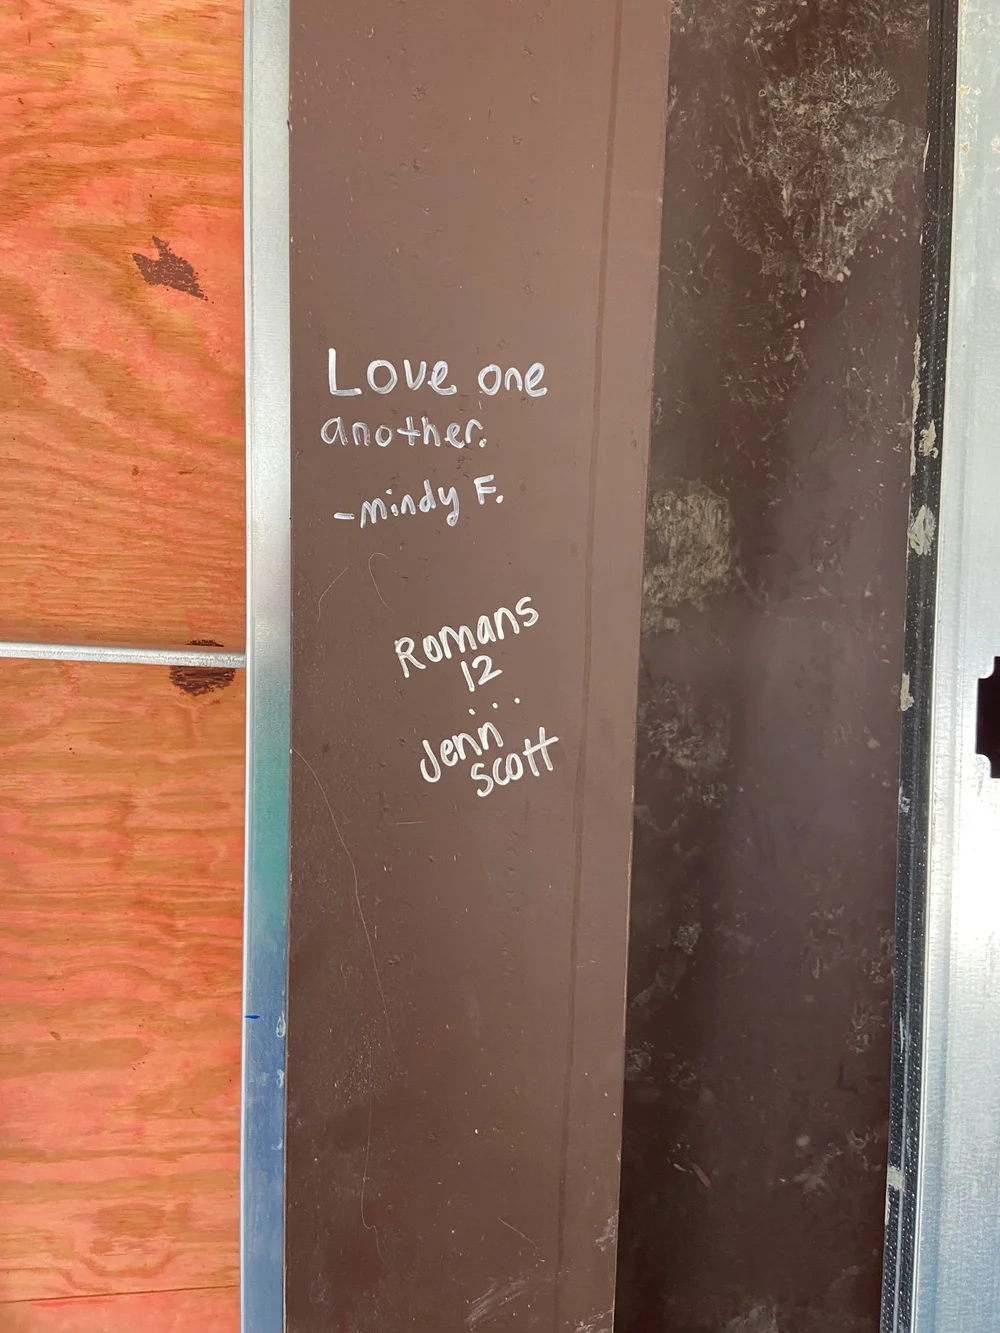 Love one
another.
-mindy F.
Romans
12
...
Jenn
Scott